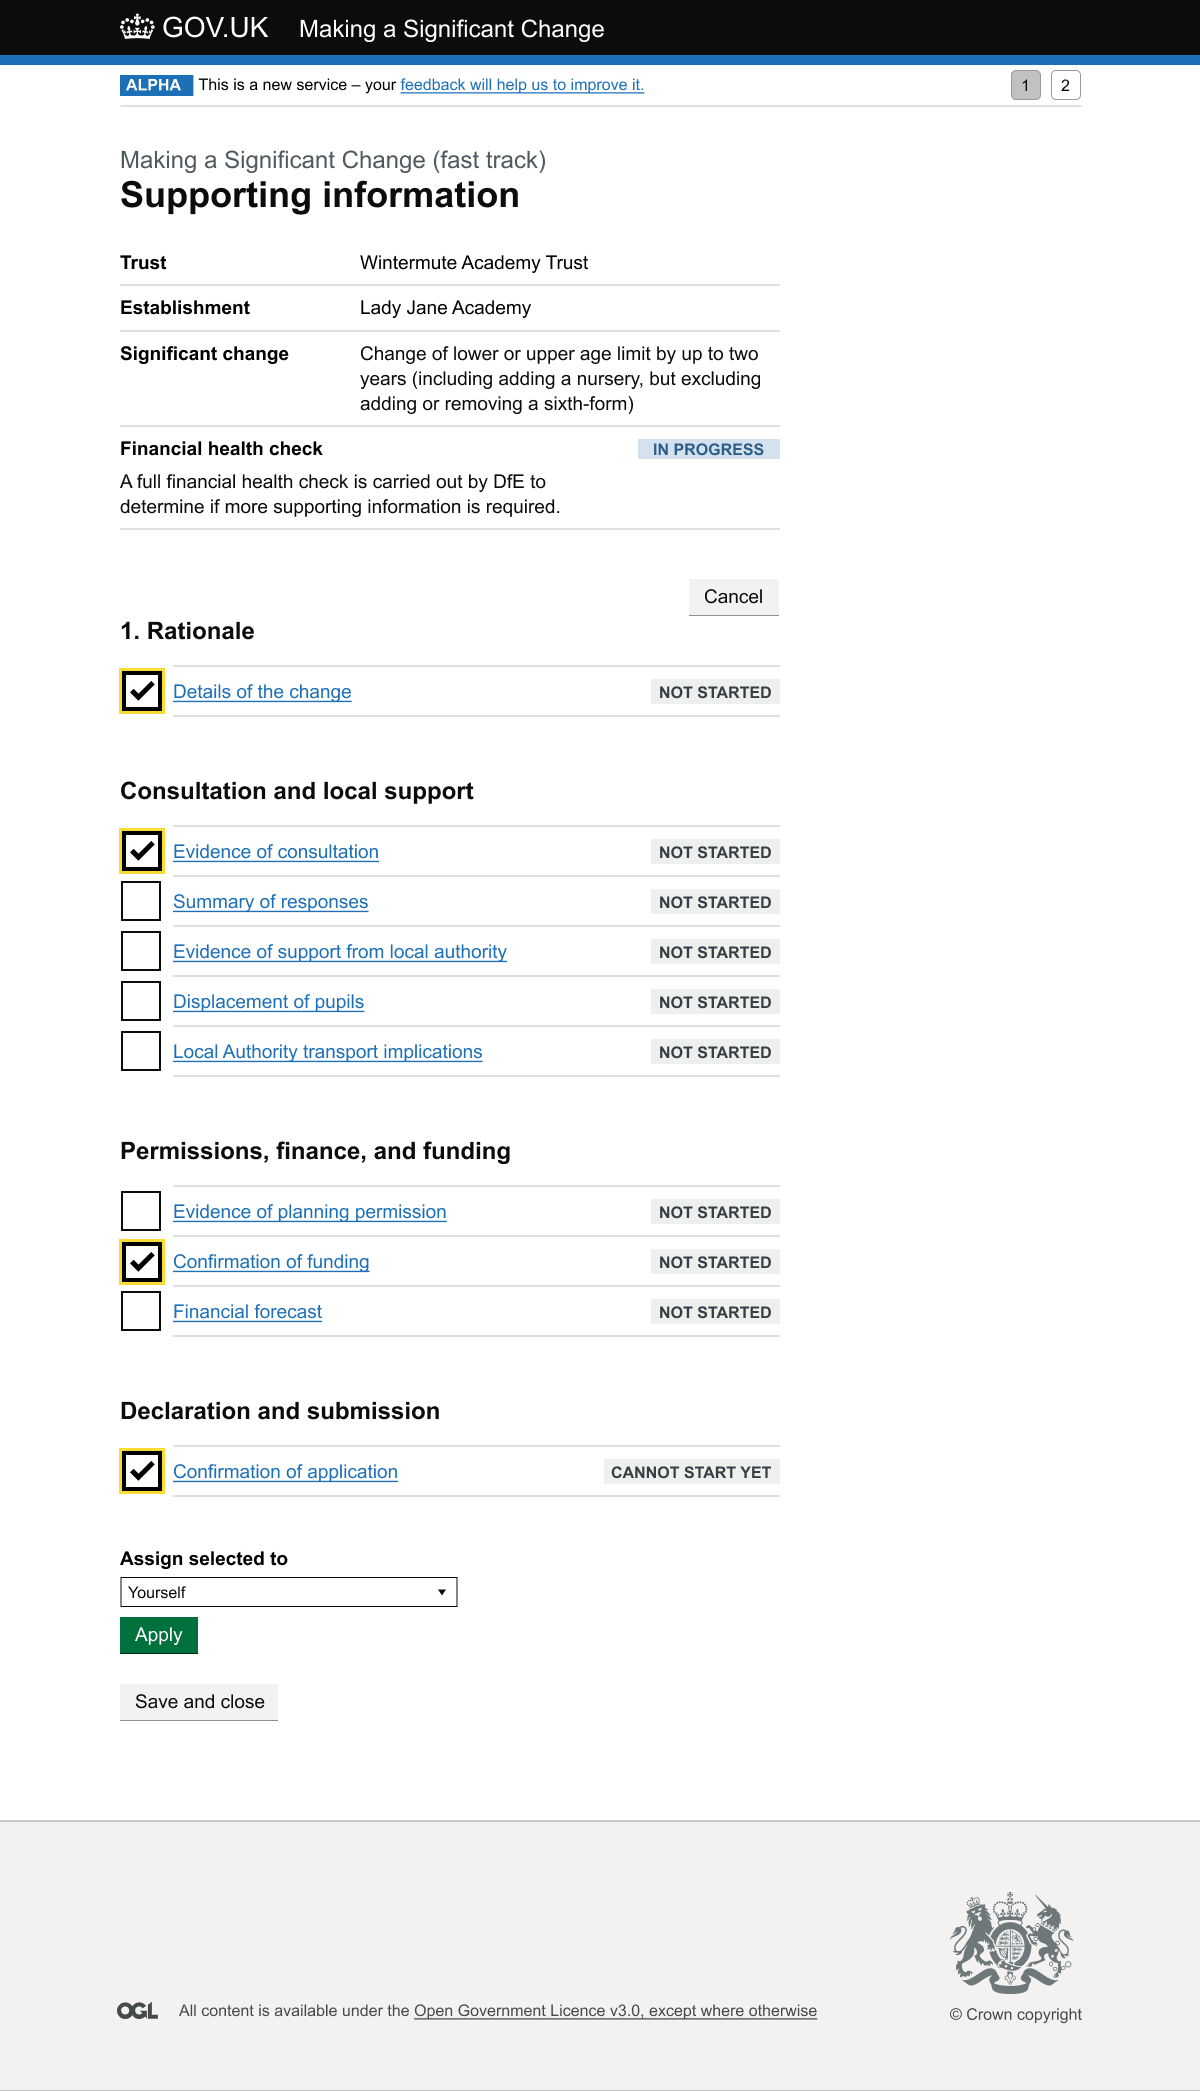 GOV.UK Making a Significant Change
ALPHA This is a new service – your feedback will help us to improve it. 1 2
Making a Significant Change (fast track)
Supporting information
Trust Wintermute Academy Trust
Establishment Lady Jane Academy
Significant change Change of lower or upper age limit by up to two
years (including adding a nursery, but excluding
adding or removing a sixth-form)
Financial health check IN PROGRESS
A full financial health check is carried out by DfE to
determine if more supporting information is required.
Cancel
1. Rationale
Details of the change NOT STARTED
Consultation and local support
Evidence of consultation NOT STARTED
Summary of responses NOT STARTED
Evidence of support from local authority NOT STARTED
Displacement of pupils NOT STARTED
Local Authority transport implications NOT STARTED
Permissions, finance, and funding
Evidence of planning permission NOT STARTED
Confirmation of funding NOT STARTED
Financial forecast NOT STARTED
Declaration and submission
Confirmation of application CANNOT START YET
Assign selected to
Yourself
Apply
Save and close
OGL All content is available under the Open Government Licence v3.0, except where otherwise
© Crown copyright